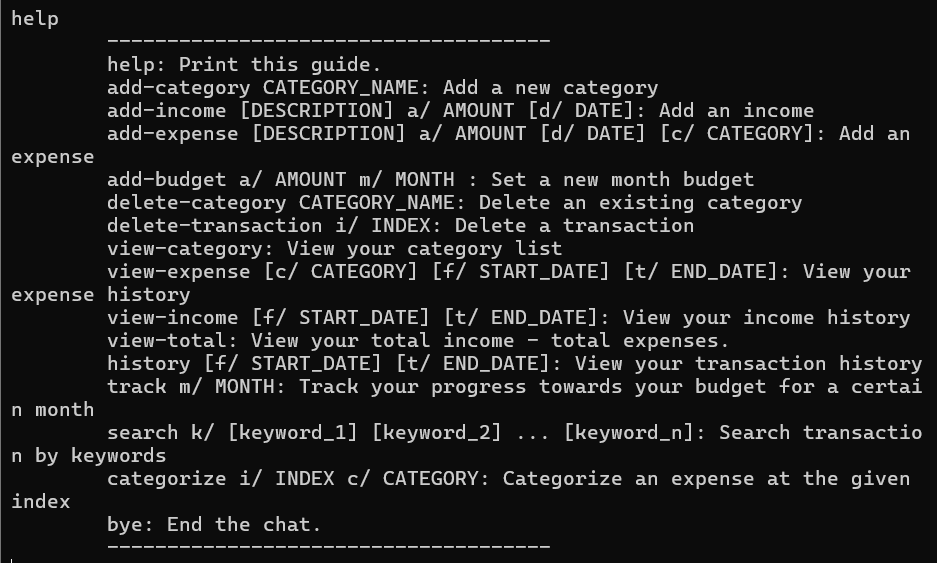 help
-------------------------------------
help: Print this guide.
add-category CATEGORY_NAME: Add a new category
add-income [DESCRIPTION] a/ AMOUNT [d/ DATE]: Add an income
add-expense [DESCRIPTION] a/ AMOUNT [d/ DATE] [c/ CATEGORY]: Add an
expense
add-budget a/ AMOUNT m/ MONTH : Set a new month budget
delete-category CATEGORY_NAME: Delete an existing category
delete-transaction i/ INDEX: Delete a transaction
view-category: View your category list
view-expense [c/ CATEGORY] [f/ START_DATE] [t/ END_DATE]: View your
expense history
view-income [f/ START_DATE] [t/ END_DATE]: View your income history
view-total: View your total income - total expenses.
history [f/ START_DATE] [t/ END_DATE]: View your transaction history
track m/ MONTH: Track your progress towards your budget for a certai
n month
search k/ [keyword_1] [keyword_2] ... [keyword_n]: Search transactio
n by keywords
categorize i/ INDEX c/ CATEGORY: Categorize an expense at the given
index
bye: End the chat.
-------------------------------------